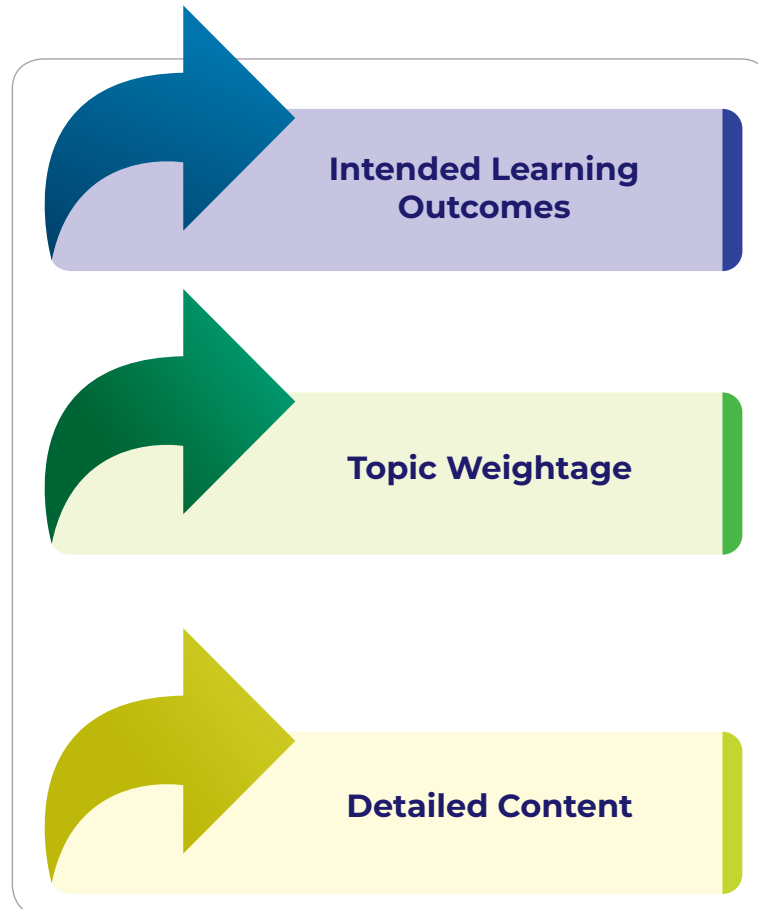 Intended Learning
Outcomes
Topic Weightage
Detailed Content